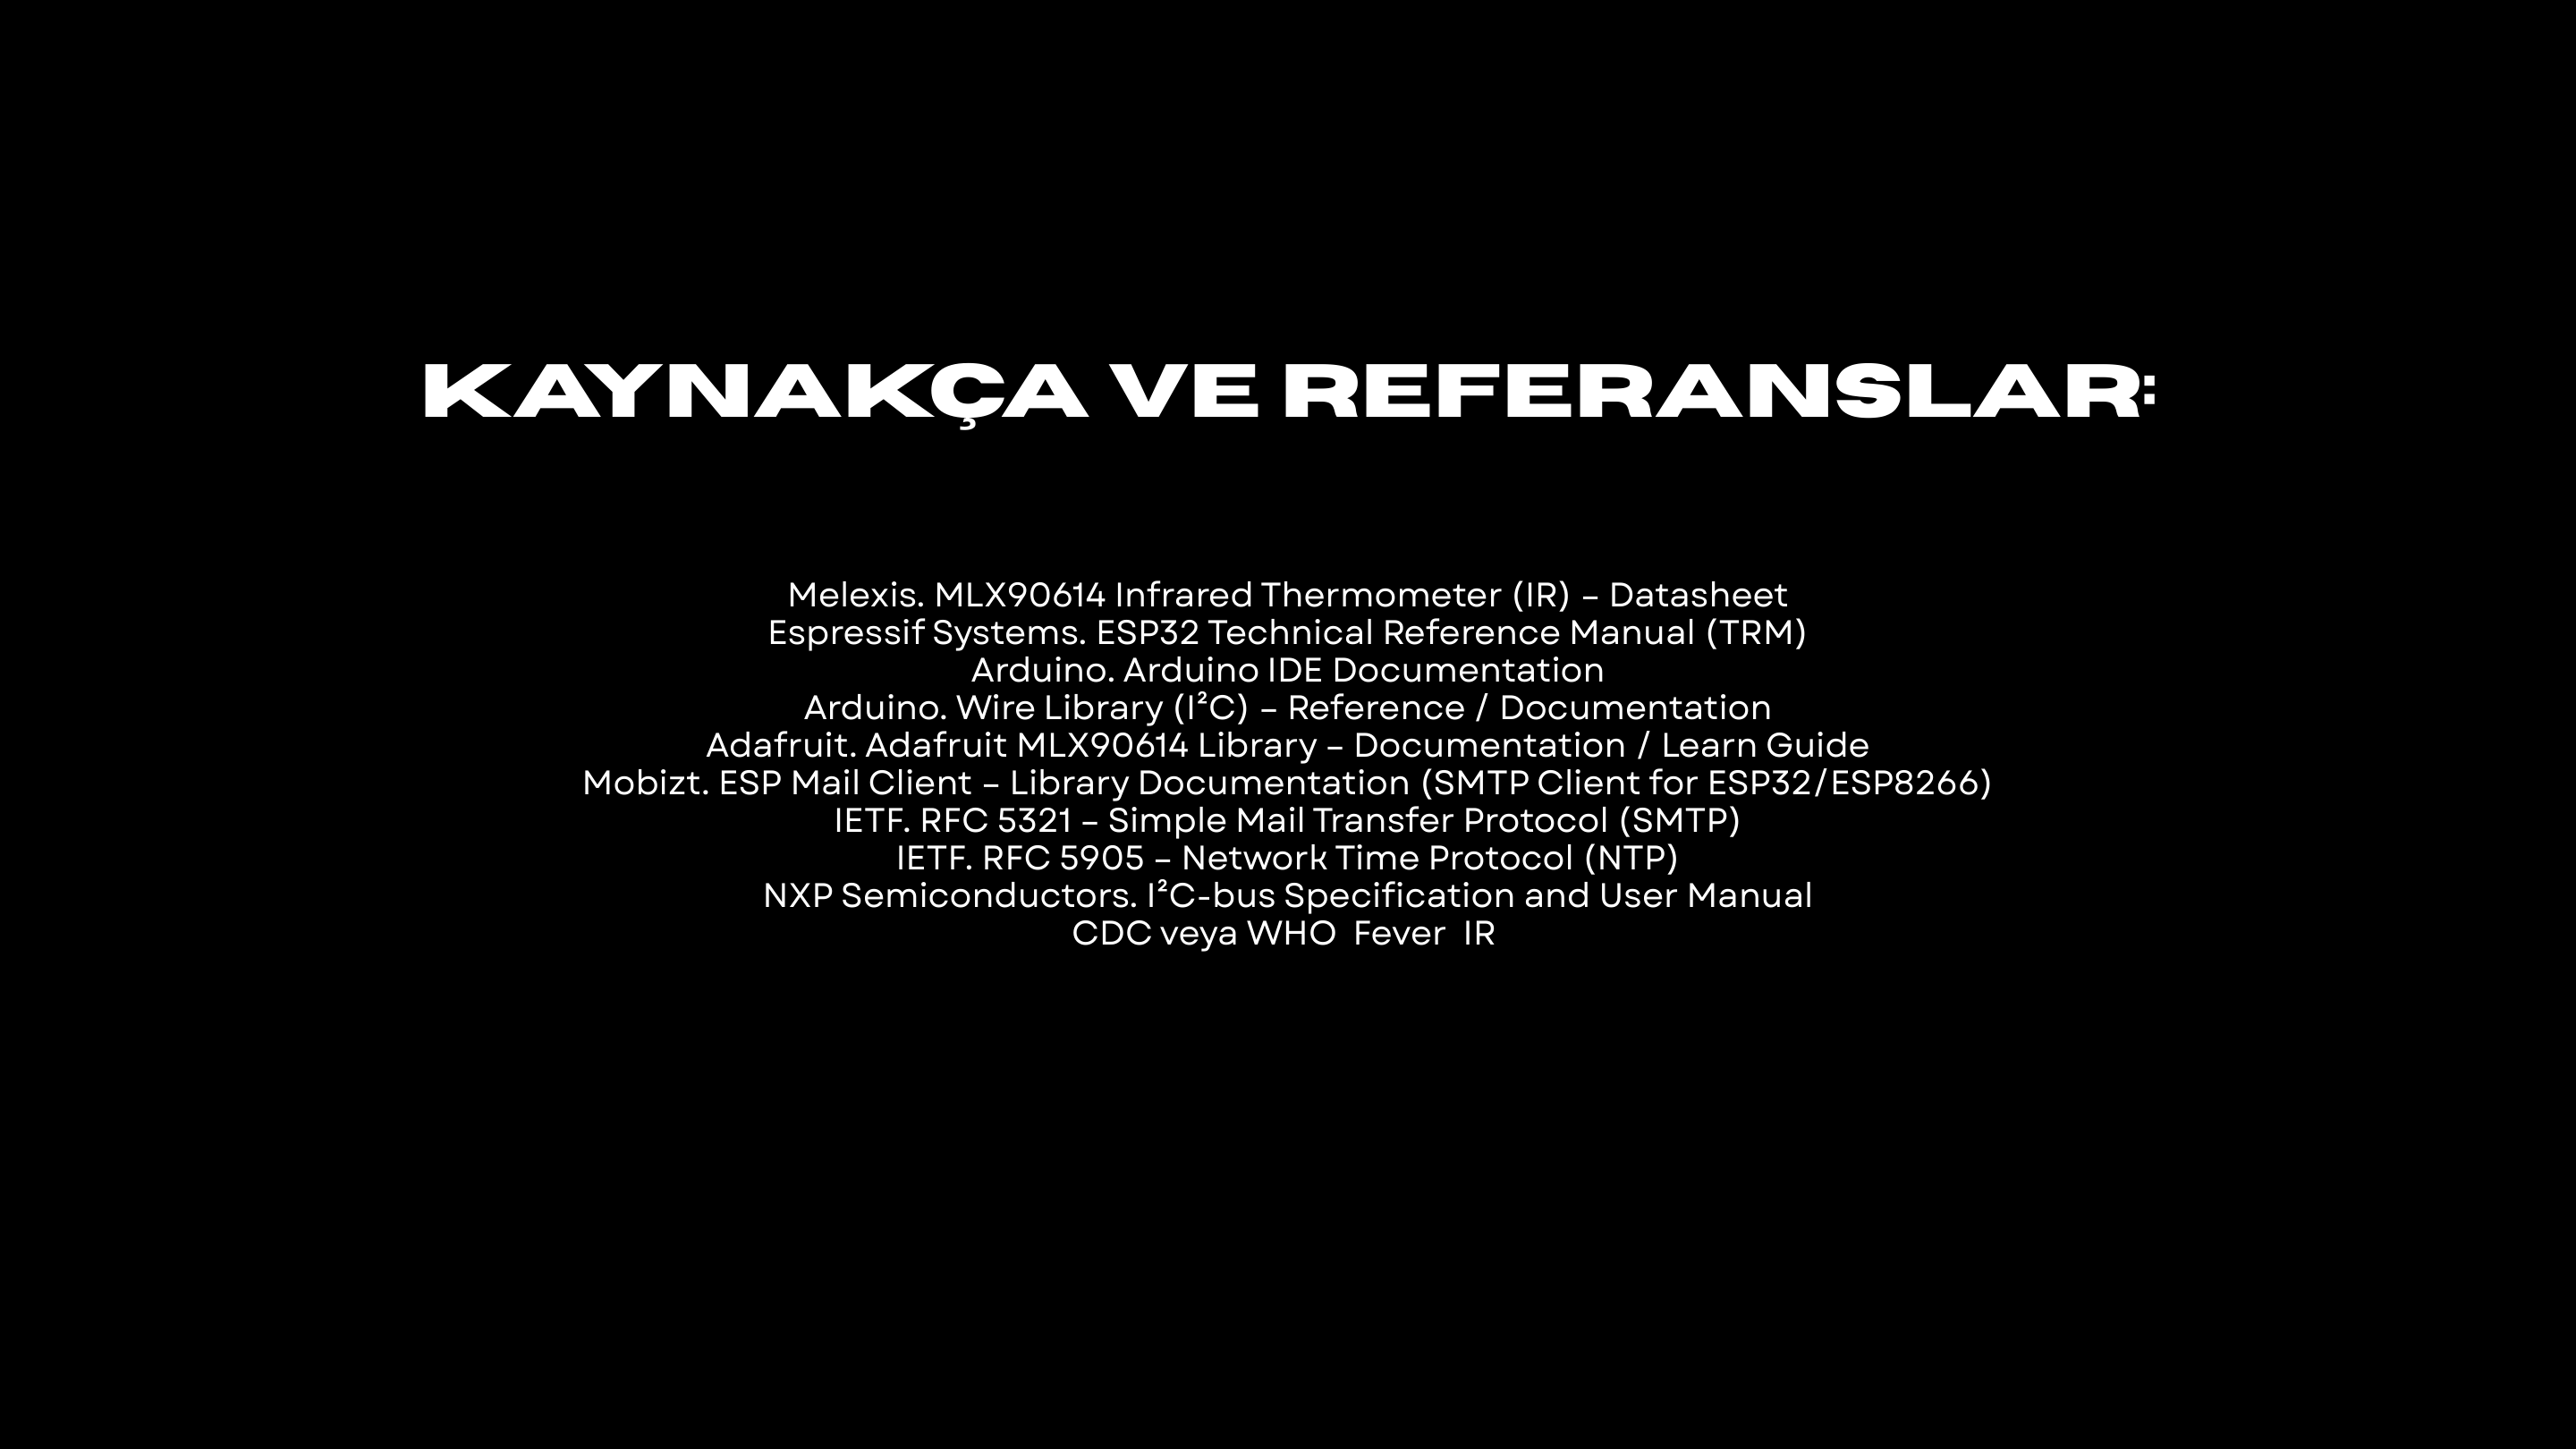 KAYNAKÇA VE REFERANSLAR:
Melexis. MLX90614 Infrared Thermometer (IR) – Datasheet
Espressif Systems. ESP32 Technical Reference Manual (TRM)
Arduino. Arduino IDE Documentation
Arduino. Wire Library (I²C) – Reference / Documentation
Adafruit. Adafruit MLX90614 Library – Documentation / Learn Guide
Mobizt. ESP Mail Client – Library Documentation (SMTP Client for ESP32/ESP8266)
IETF. RFC 5321 – Simple Mail Transfer Protocol (SMTP)
IETF. RFC 5905 – Network Time Protocol (NTP)
NXP Semiconductors. I²C-bus Specification and User Manual
CDC veya WHO  Fever  IR